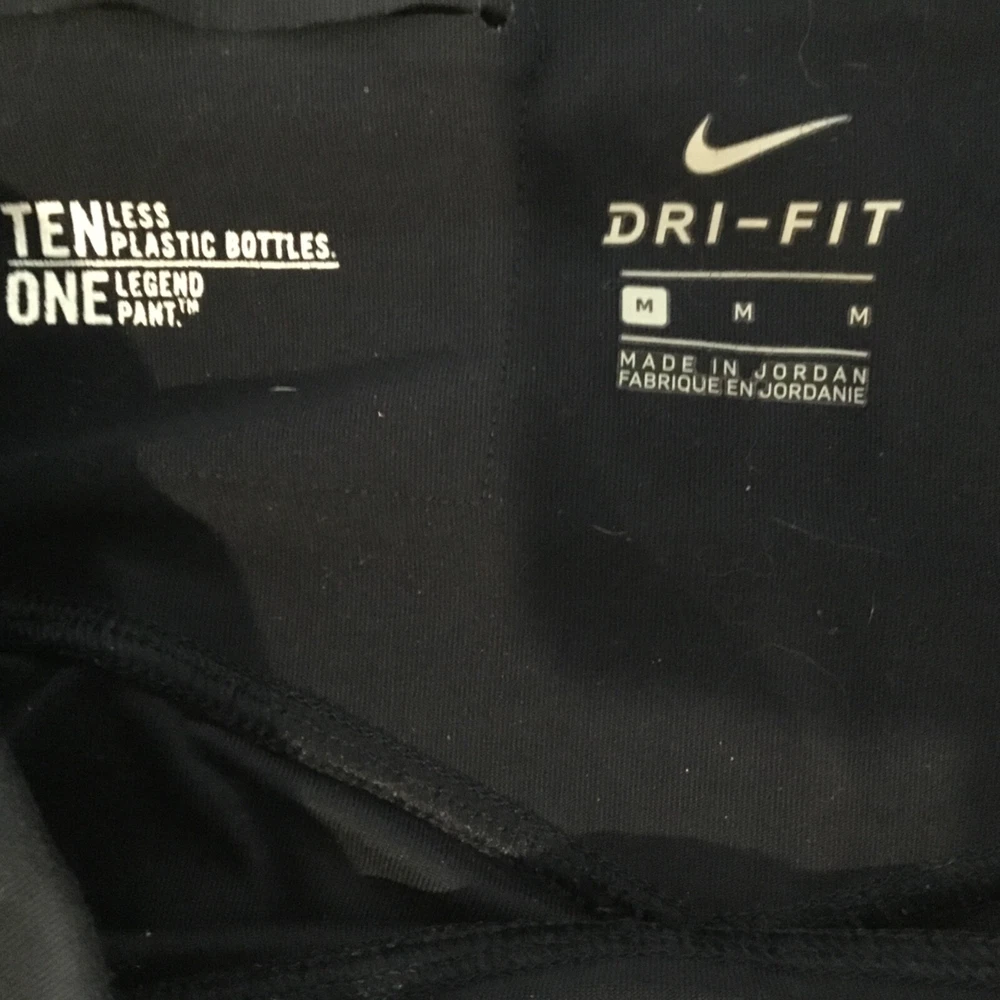 TEN LESS
PLASTIC BOTTLES.
ONE LEGEND
PANT.™
DRI-FIT
M M M
MADE IN JORDAN
FABRIQUE EN JORDANIE